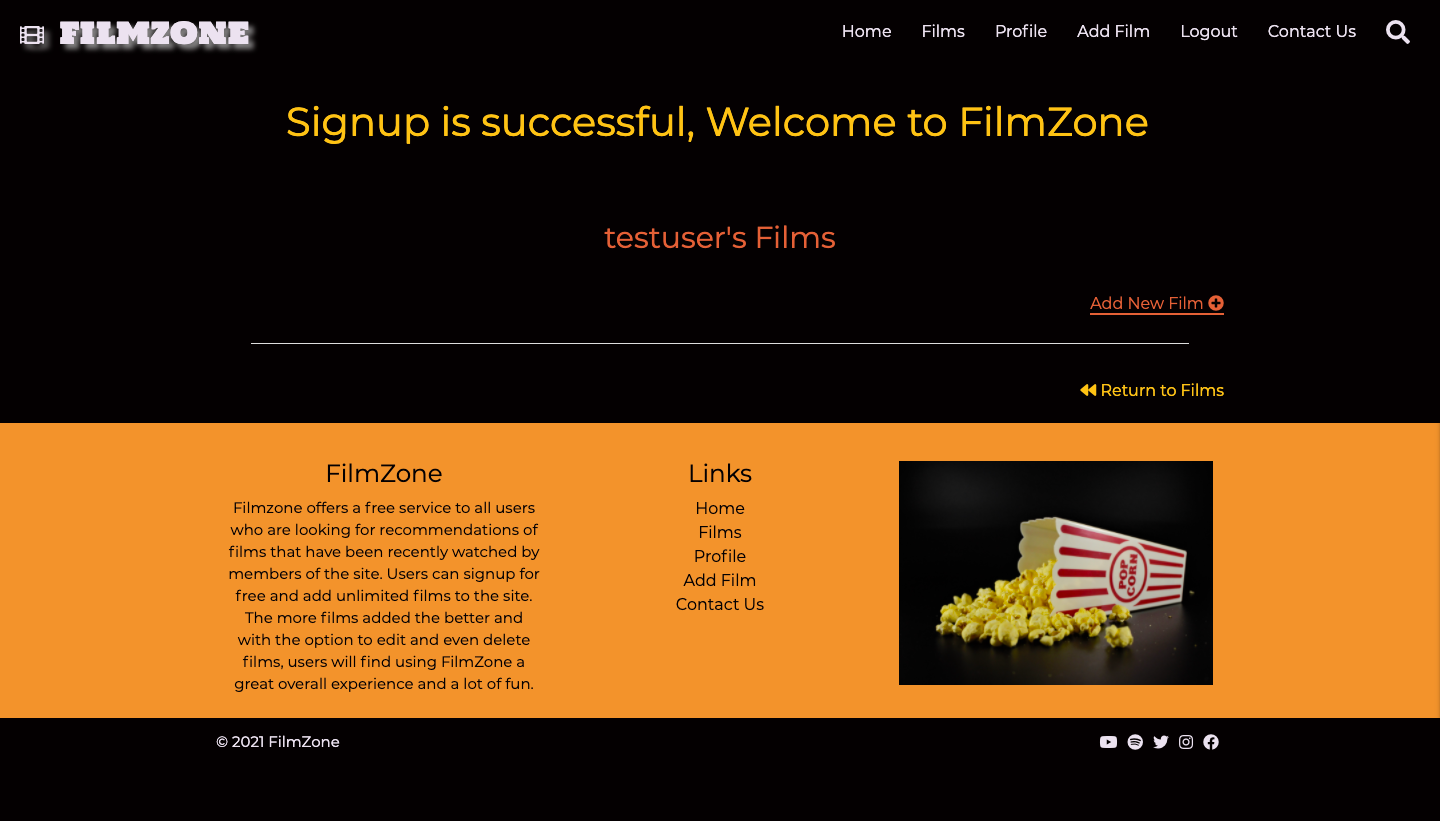 FILMZONE
Home Films Profile Add Film Logout Contact Us
Signup is successful, Welcome to FilmZone
testuser's Films
Add New Film
Return to Films
FilmZone
Filmzone offers a free service to all users
who are looking for recommendations of
films that have been recently watched by
members of the site. Users can signup for
free and add unlimited films to the site.
The more films added the better and
with the option to edit and even delete
films, users will find using FilmZone a
great overall experience and a lot of fun.
Links
Home
Films
Profile
Add Film
Contact Us
POP
CORN
© 2021 FilmZone